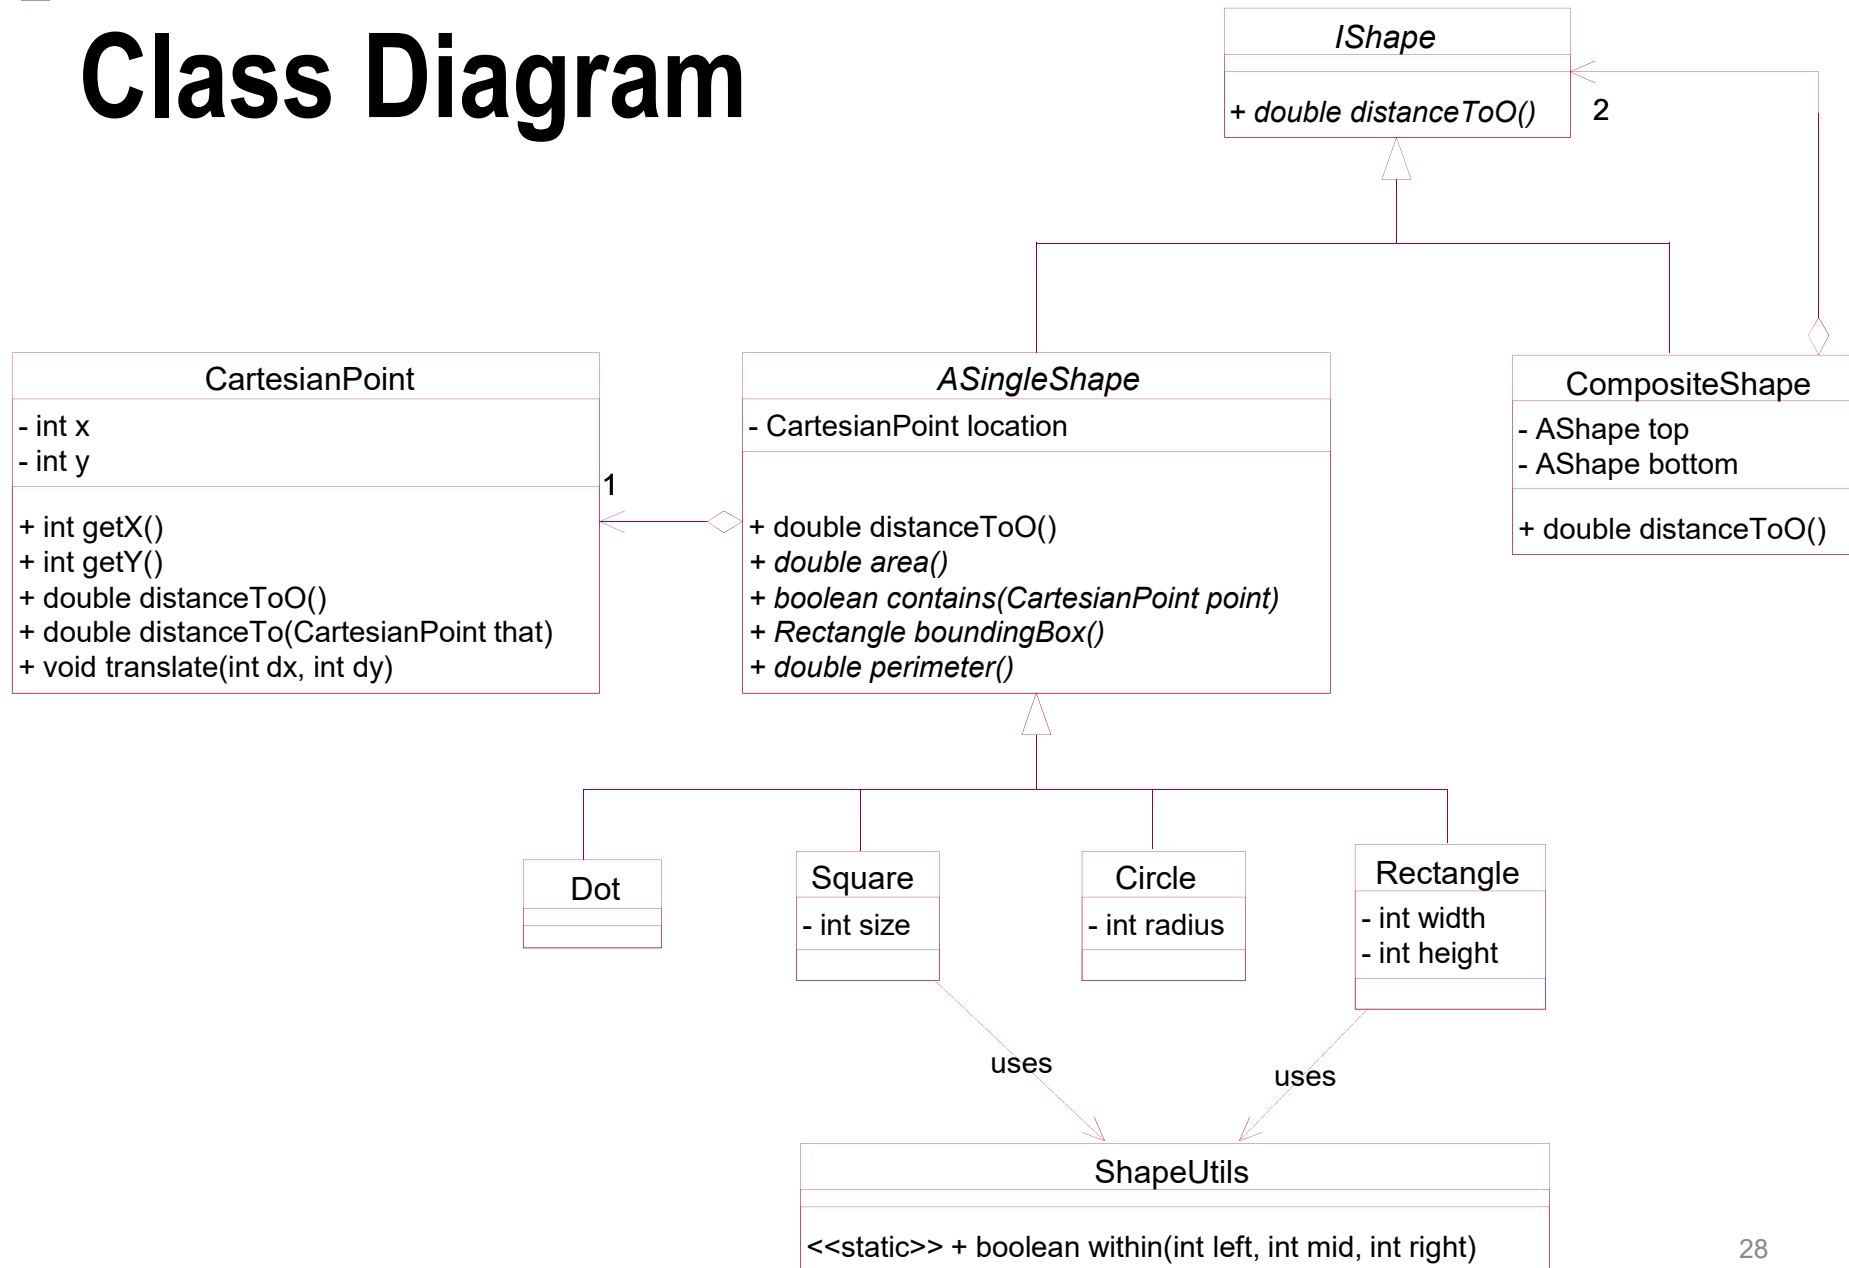 Class Diagram
IShape
+ double distanceToO()
2
CartesianPoint
- int x
- int y
+ int getX()
+ int getY()
+ double distanceToO()
+ double distanceTo(CartesianPoint that)
+ void translate(int dx, int dy)
1
ASingleShape
- CartesianPoint location
+ double distanceToO()
+ double area()
+ boolean contains(CartesianPoint point)
+ Rectangle boundingBox()
+ double perimeter()
CompositeShape
- AShape top
- AShape bottom
+ double distanceToO()
Dot
Square
- int size
Circle
- int radius
Rectangle
- int width
- int height
uses
uses
ShapeUtils
<<static>> + boolean within(int left, int mid, int right)
28